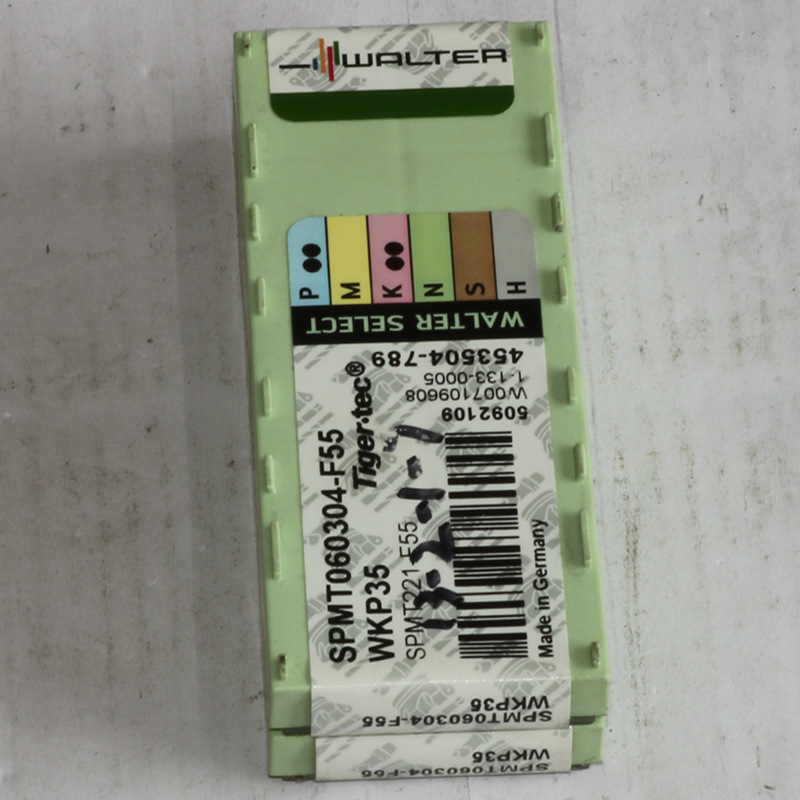 WALTER
P
M
K
N
S
H
WALTER SELECT
453504-789
1-133-0005
W007109608
5092109
SPMT060304-F55
Tiger·tec®
WKP35
SPMT221-F55
Made in Germany
SPMT060304-F55
WKP35
SPMT060304-F55
WKP35